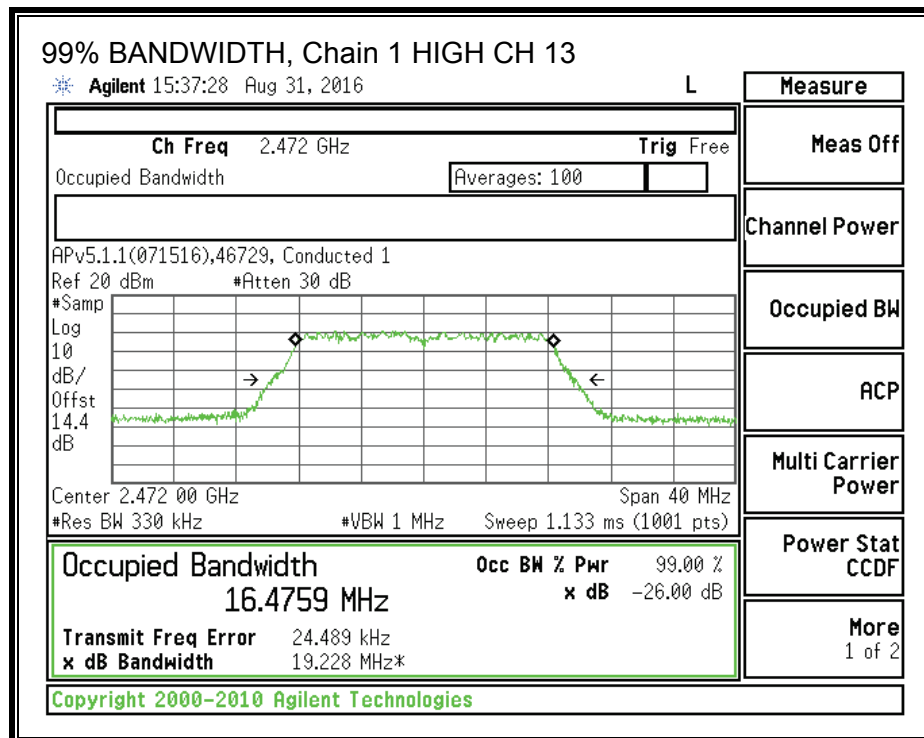 99% BANDWIDTH, Chain 1 HIGH CH 13
Agilent 15:37:28 Aug 31, 2016 L
Measure
Ch Freq 2.472 GHz Trig Free
Meas Off
Occupied Bandwidth Averages: 100
Channel Power
APv5.1.1(071516),46729, Conducted 1
Ref 20 dBm #Atten 30 dB
#Samp
Log
10
dB/
Offst
14.4
dB
Occupied BW
ACP
Center 2.472 00 GHz Span 40 MHz
#Res BW 330 kHz #VBW 1 MHz Sweep 1.133 ms (1001 pts)
Multi Carrier
Power
Occupied Bandwidth Occ BW % Pwr 99.00 %
16.4759 MHz x dB -26.00 dB
Power Stat
CCDF
Transmit Freq Error 24.489 kHz
x dB Bandwidth 19.228 MHz*
More
1 of 2
Copyright 2000-2010 Agilent Technologies